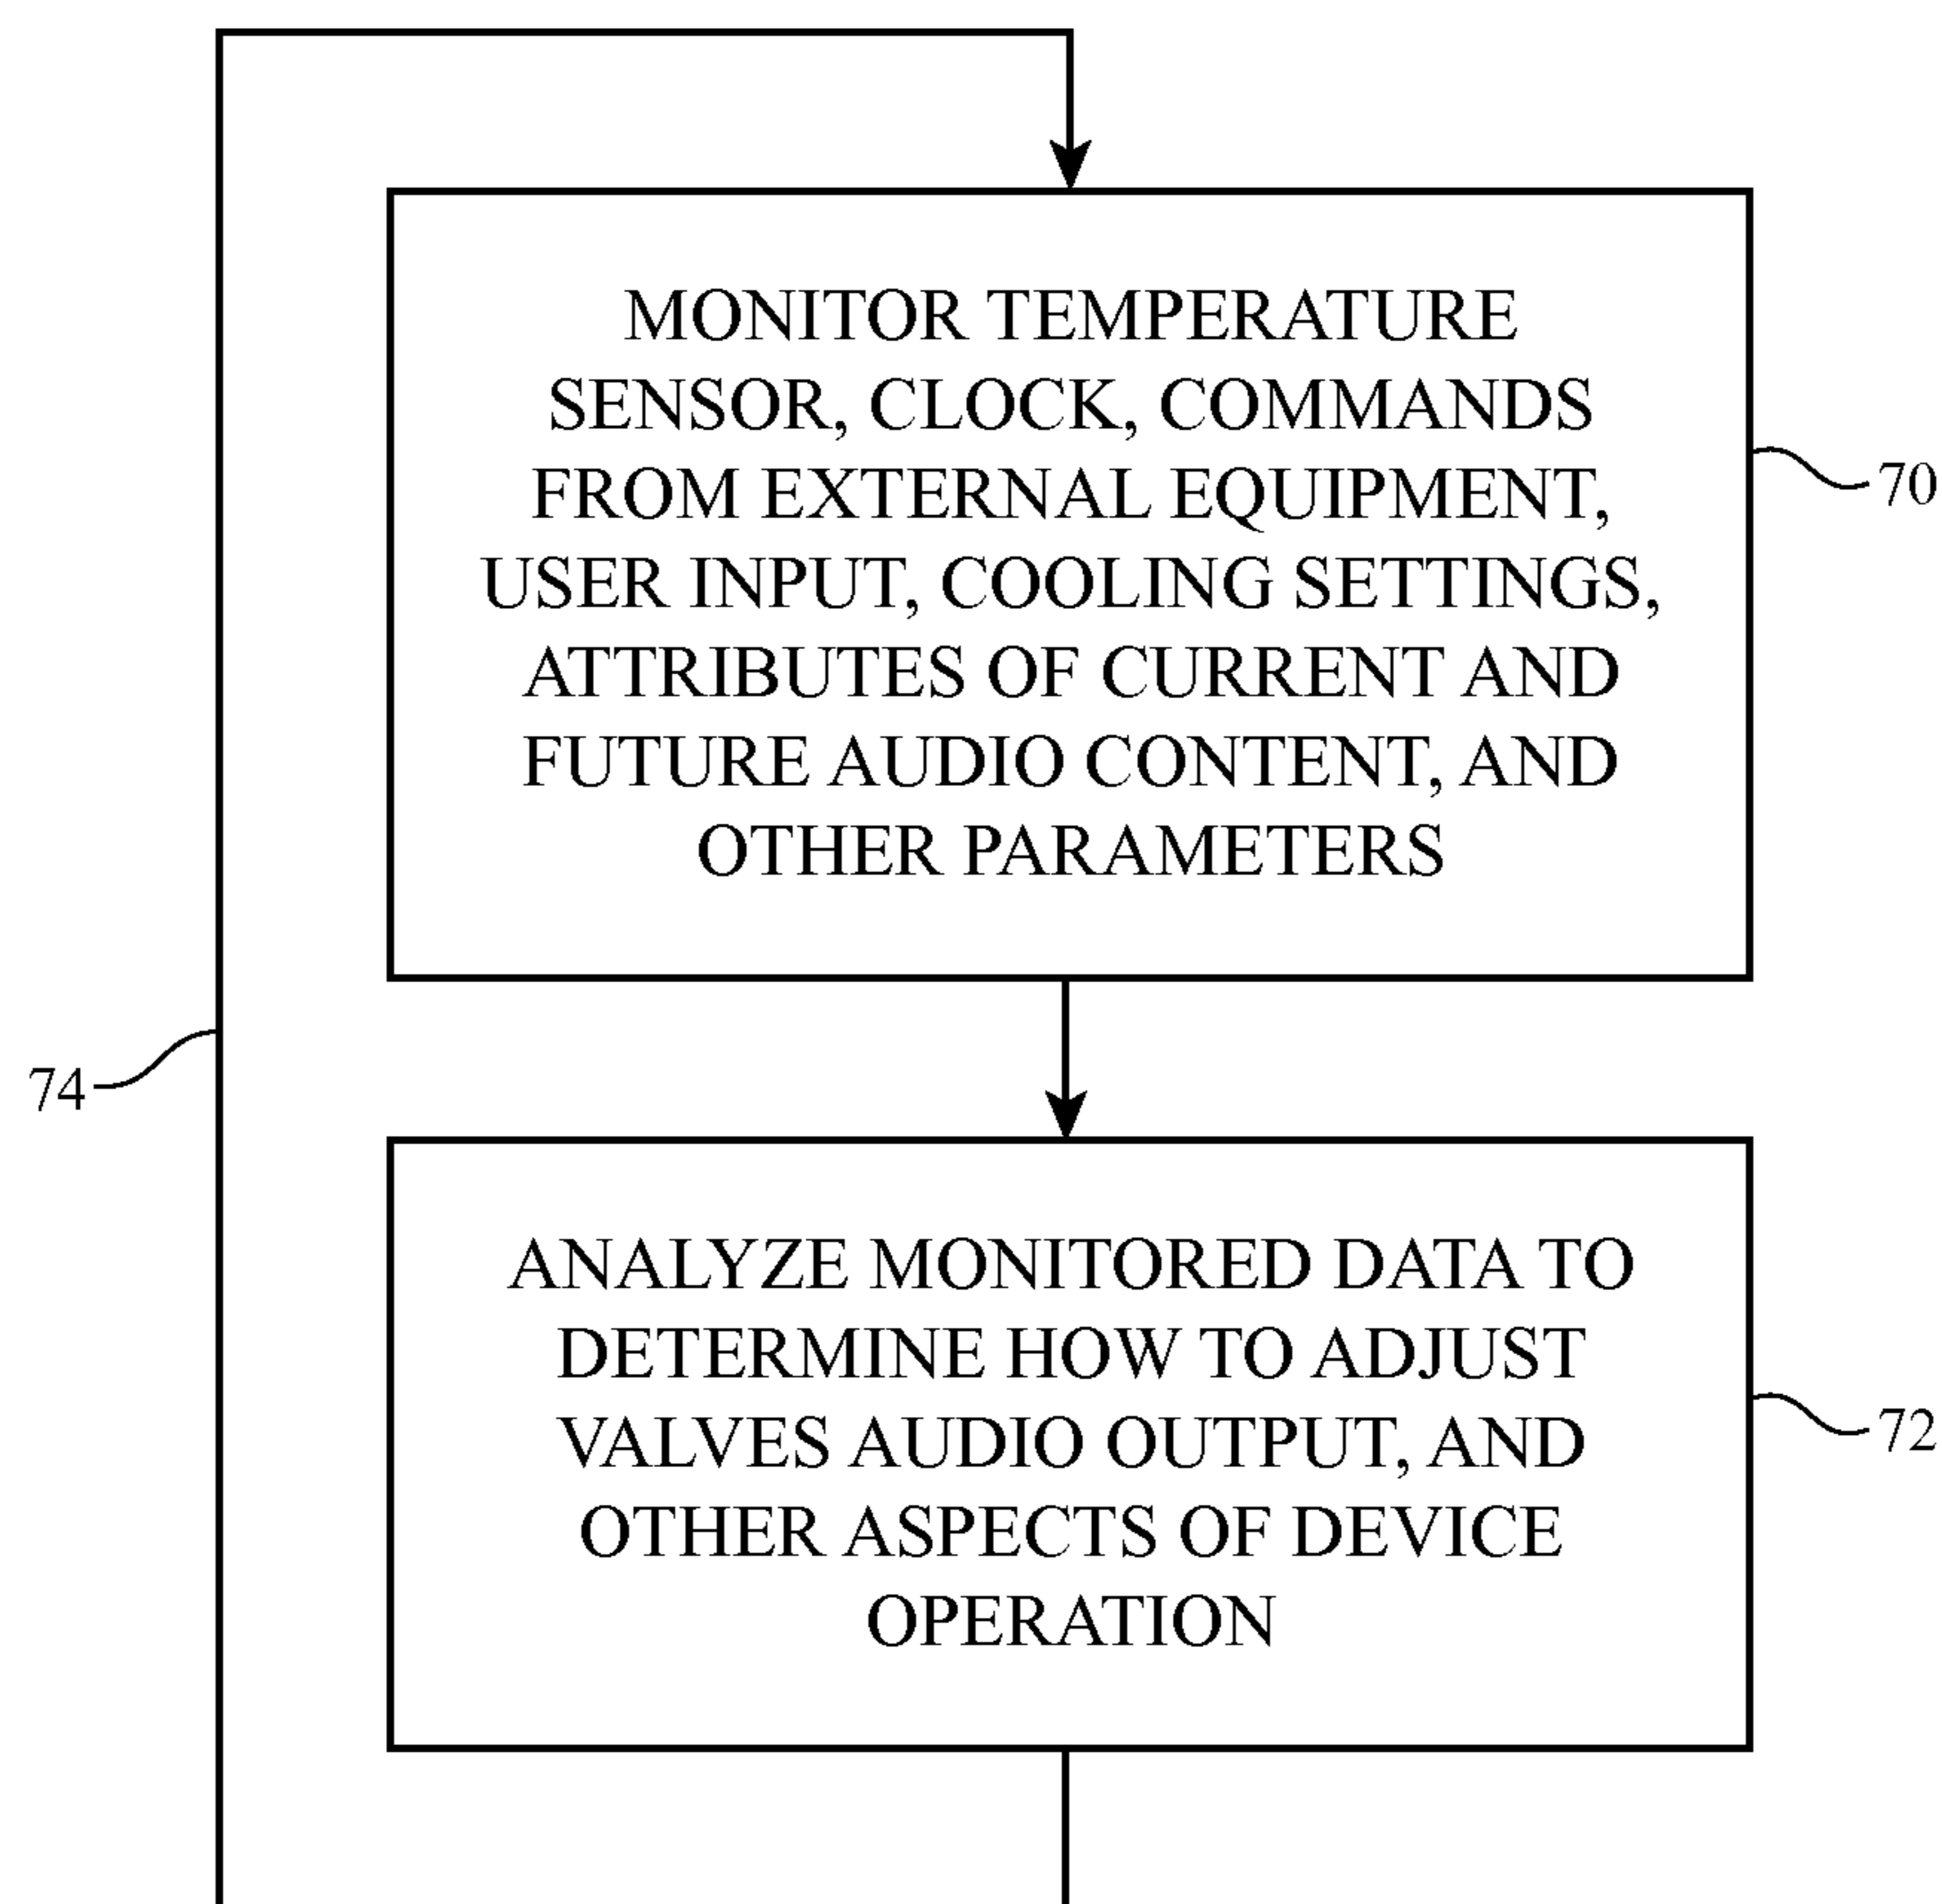 MONITOR TEMPERATURE
SENSOR, CLOCK, COMMANDS
FROM EXTERNAL EQUIPMENT,
USER INPUT, COOLING SETTINGS,
ATTRIBUTES OF CURRENT AND
FUTURE AUDIO CONTENT, AND
OTHER PARAMETERS
70
74
ANALYZE MONITORED DATA TO
DETERMINE HOW TO ADJUST
VALVES AUDIO OUTPUT, AND
OTHER ASPECTS OF DEVICE
OPERATION
72